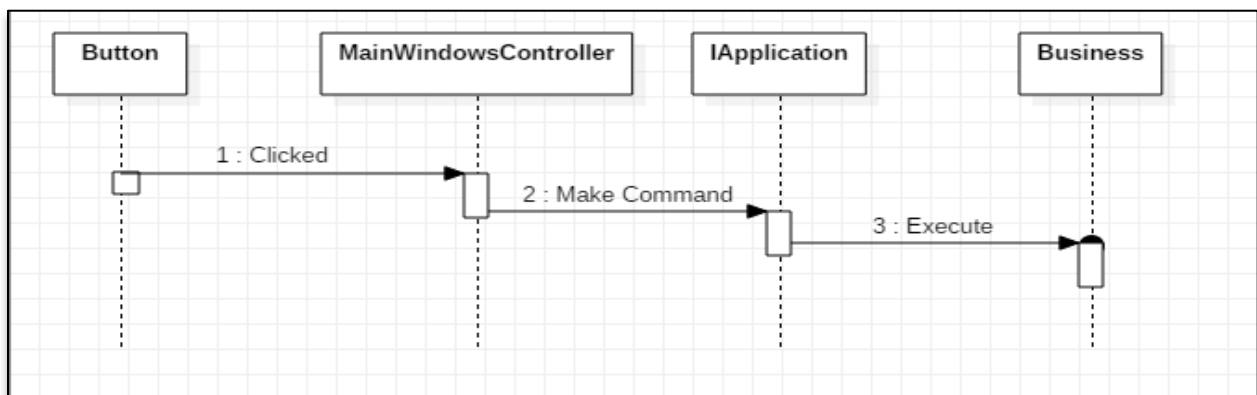 Button
MainWindowsController
IApplication
Business
1 : Clicked
2 : Make Command
3 : Execute